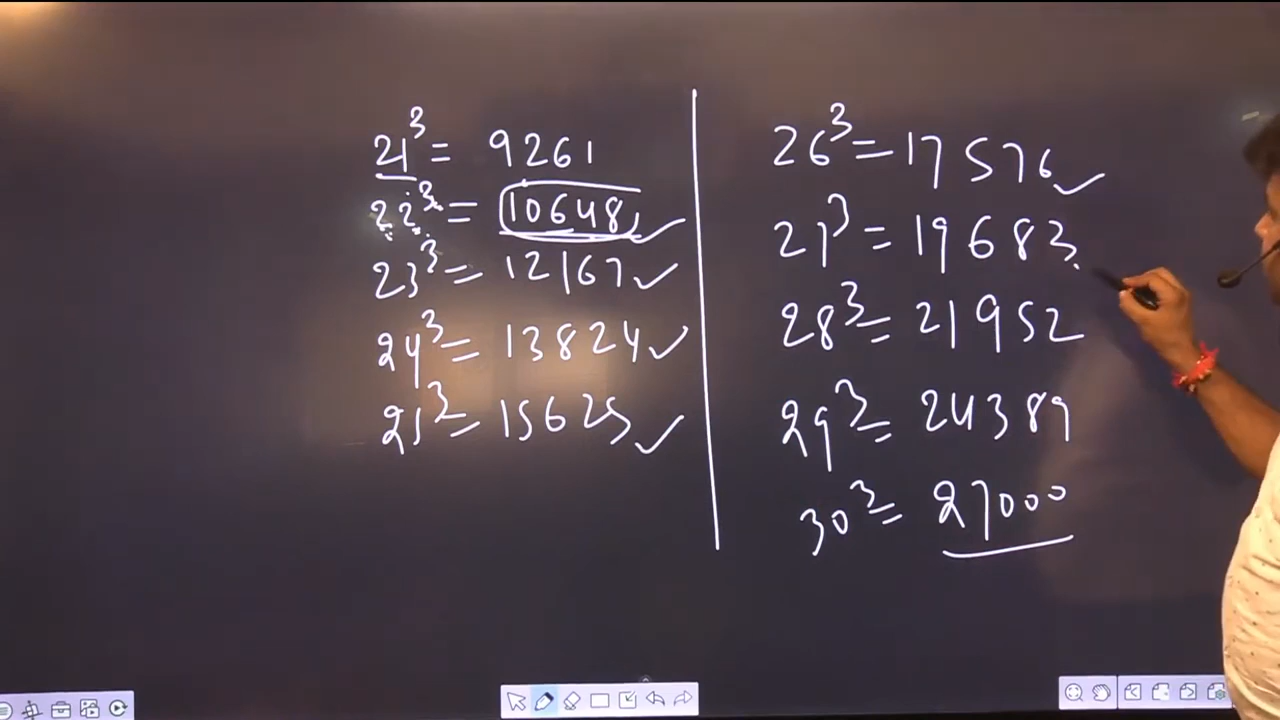 21³ = 9261
22³ = 10648
23³ = 12167
24³ = 13824
25³ = 15625
26³ = 17576
27³ = 19683
28³ = 21952
29³ = 24389
30³ = 27000